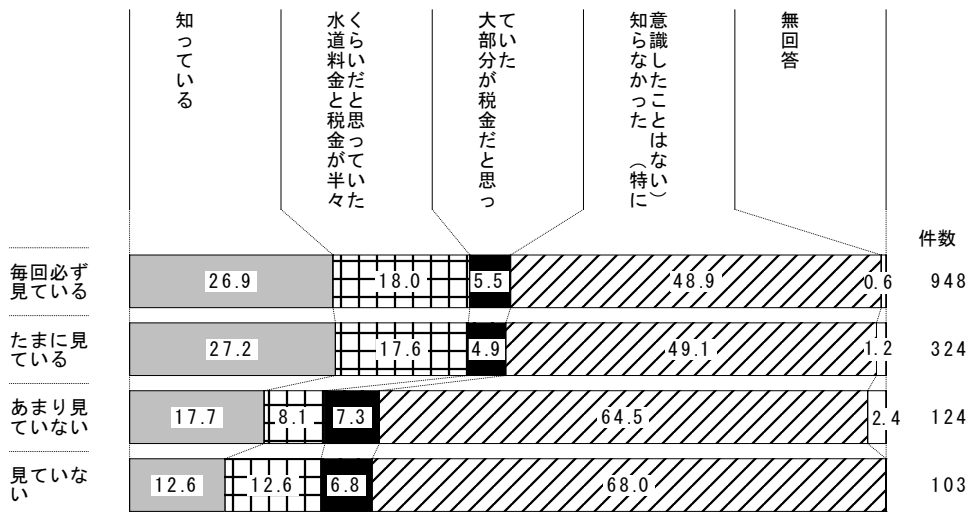 知っている
水道料金と税金が半々
くらいだと思っていた
大部分が税金だと思っ
ていた
知らなかった（特に
意識したことはない）
無回答
件数
毎回必ず
見ている
26.9
18.0
5.5
48.9
0.6
948
たまに見
ている
27.2
17.6
4.9
49.1
1.2
324
あまり見
ていない
17.7
8.1
7.3
64.5
2.4
124
見ていな
い
12.6
12.6
6.8
68.0
103